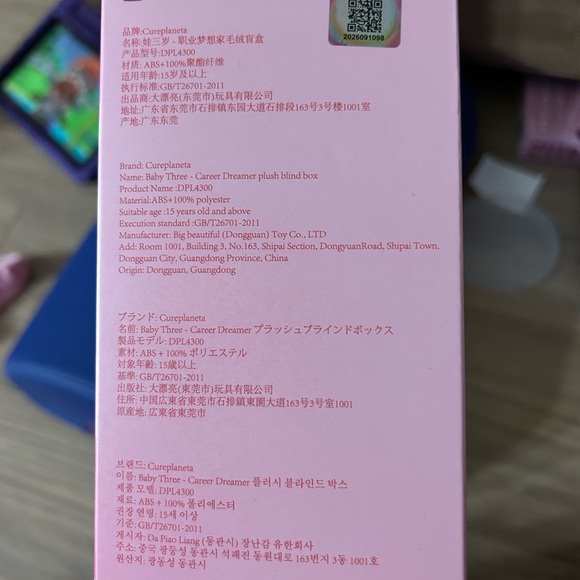 2026091098
品牌:Cureplaneta
名称:娃三岁 - 职业梦想家毛绒盲盒
产品型号:DPL4300
材质: ABS+100%聚酯纤维
适用年龄:15岁及以上
执行标准:GB/T26701-2011
出品商:大漂亮(东莞市)玩具有限公司
地址:广东省东莞市石排镇东园大道石排段163号3号楼1001室
产地:广东东莞
Brand: Cureplaneta
Name: Baby Three - Career Dreamer plush blind box
Product Name :DPL4300
Material:ABS+100% polyester
Suitable age :15 years old and above
Execution standard :GB/T26701-2011
Manufacturer: Big beautiful (Dongguan) Toy Co., LTD
Add: Room 1001, Building 3, No.163, Shipai Section, DongyuanRoad, Shipai Town,
Dongguan City, Guangdong Province, China
Origin: Dongguan, Guangdong
ブランド: Cureplaneta
名前: Baby Three - Career Dreamer プラッシュブラインドボックス
製品モデル: DPL4300
素材: ABS + 100% ポリエステル
対象年齢: 15歳以上
基準: GB/T26701-2011
出版社: 大漂亮(東莞市)玩具有限公司
住所: 中国広東省東莞市石排鎮東園大道163号3号室1001
原産地: 広東省東莞市
브랜드: Cureplaneta
이름: Baby Three - Career Dreamer 플러시 블라인드 박스
제품 모델: DPL4300
재료: ABS + 100% 폴리에스터
권장 연령: 15세 이상
기준: GB/T26701-2011
게시자: Da Piao Liang (동관시) 장난감 유한회사
주소: 중국 광둥성 동관시 석패진 동원대로 163번지 3동 1001호
원산지: 광둥성 동관시